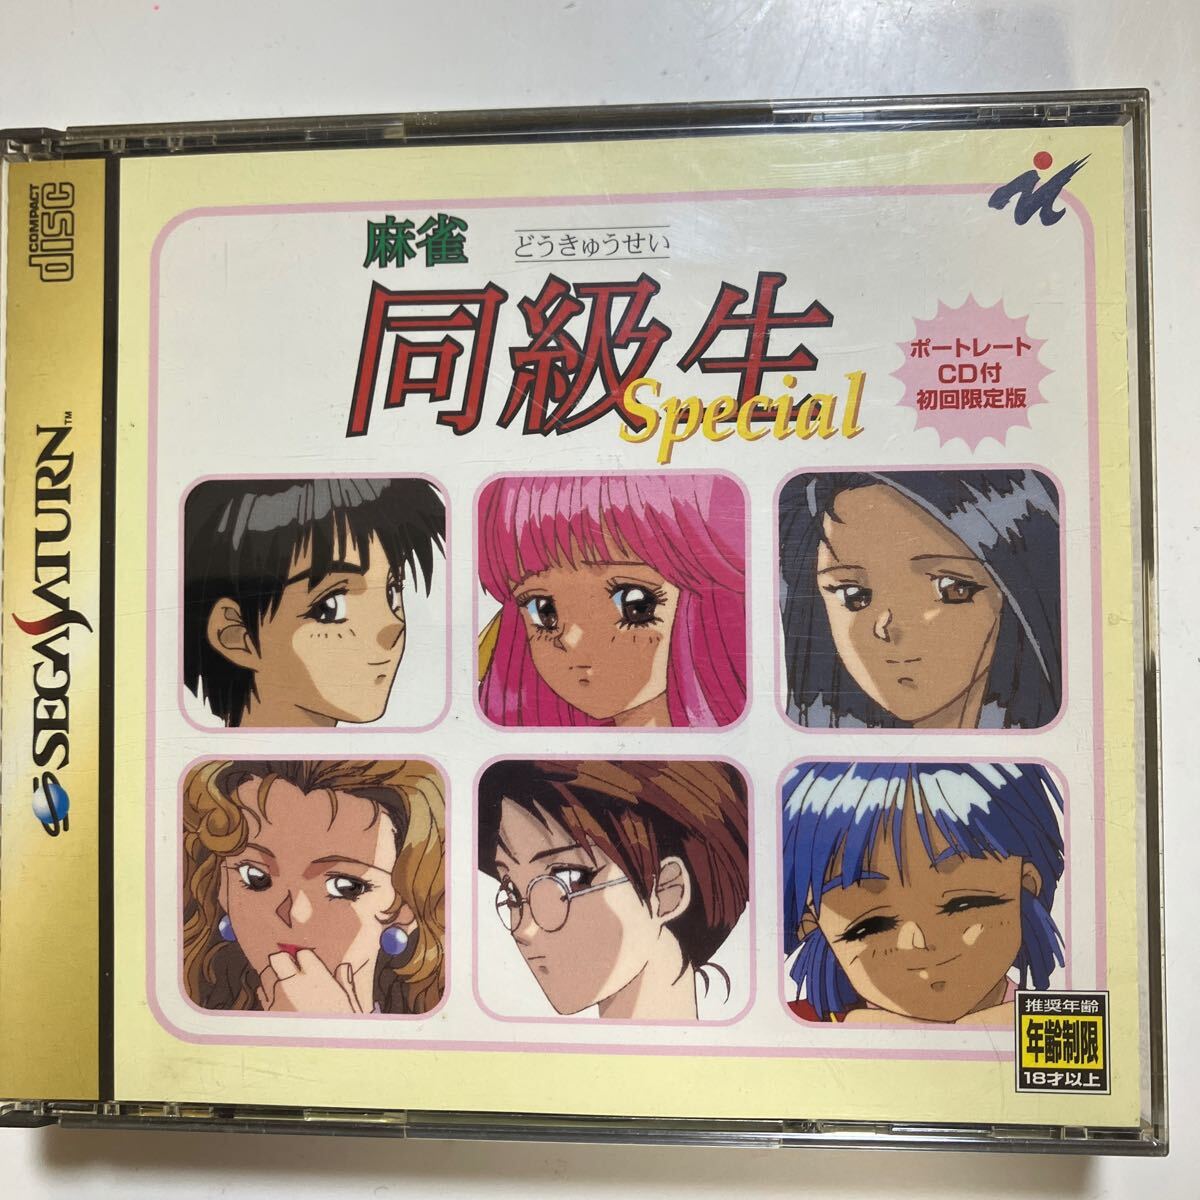 COMPACT
disc
SEGA SATURN™
麻雀
どうきゅうせい
同級生
Special
ポートレート
CD付
初回限定版
推奨年齢
年齢制限
18才以上